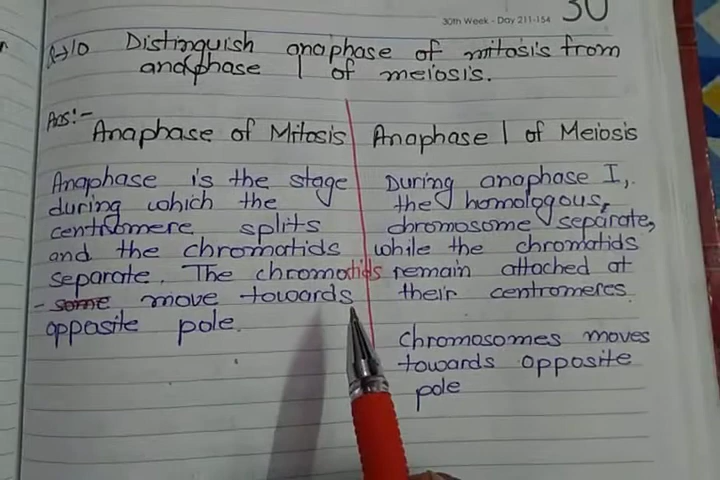 30th Week - Day 211-154
30
Q→10 Distinguish anaphase of mitosis from
anaphase I of meiosis.
Ans:-
Anaphase of Mitosis
Anaphase is the stage
during which the
centromere splits
and the chromatids
separate. The chromatids
- some move towards
opposite pole.
Anaphase I of Meiosis
During anaphase I,
the homologous,
chromosome separate,
while the chromatids
remain attached at
their centromeres.
Chromosomes moves
towards opposite
pole